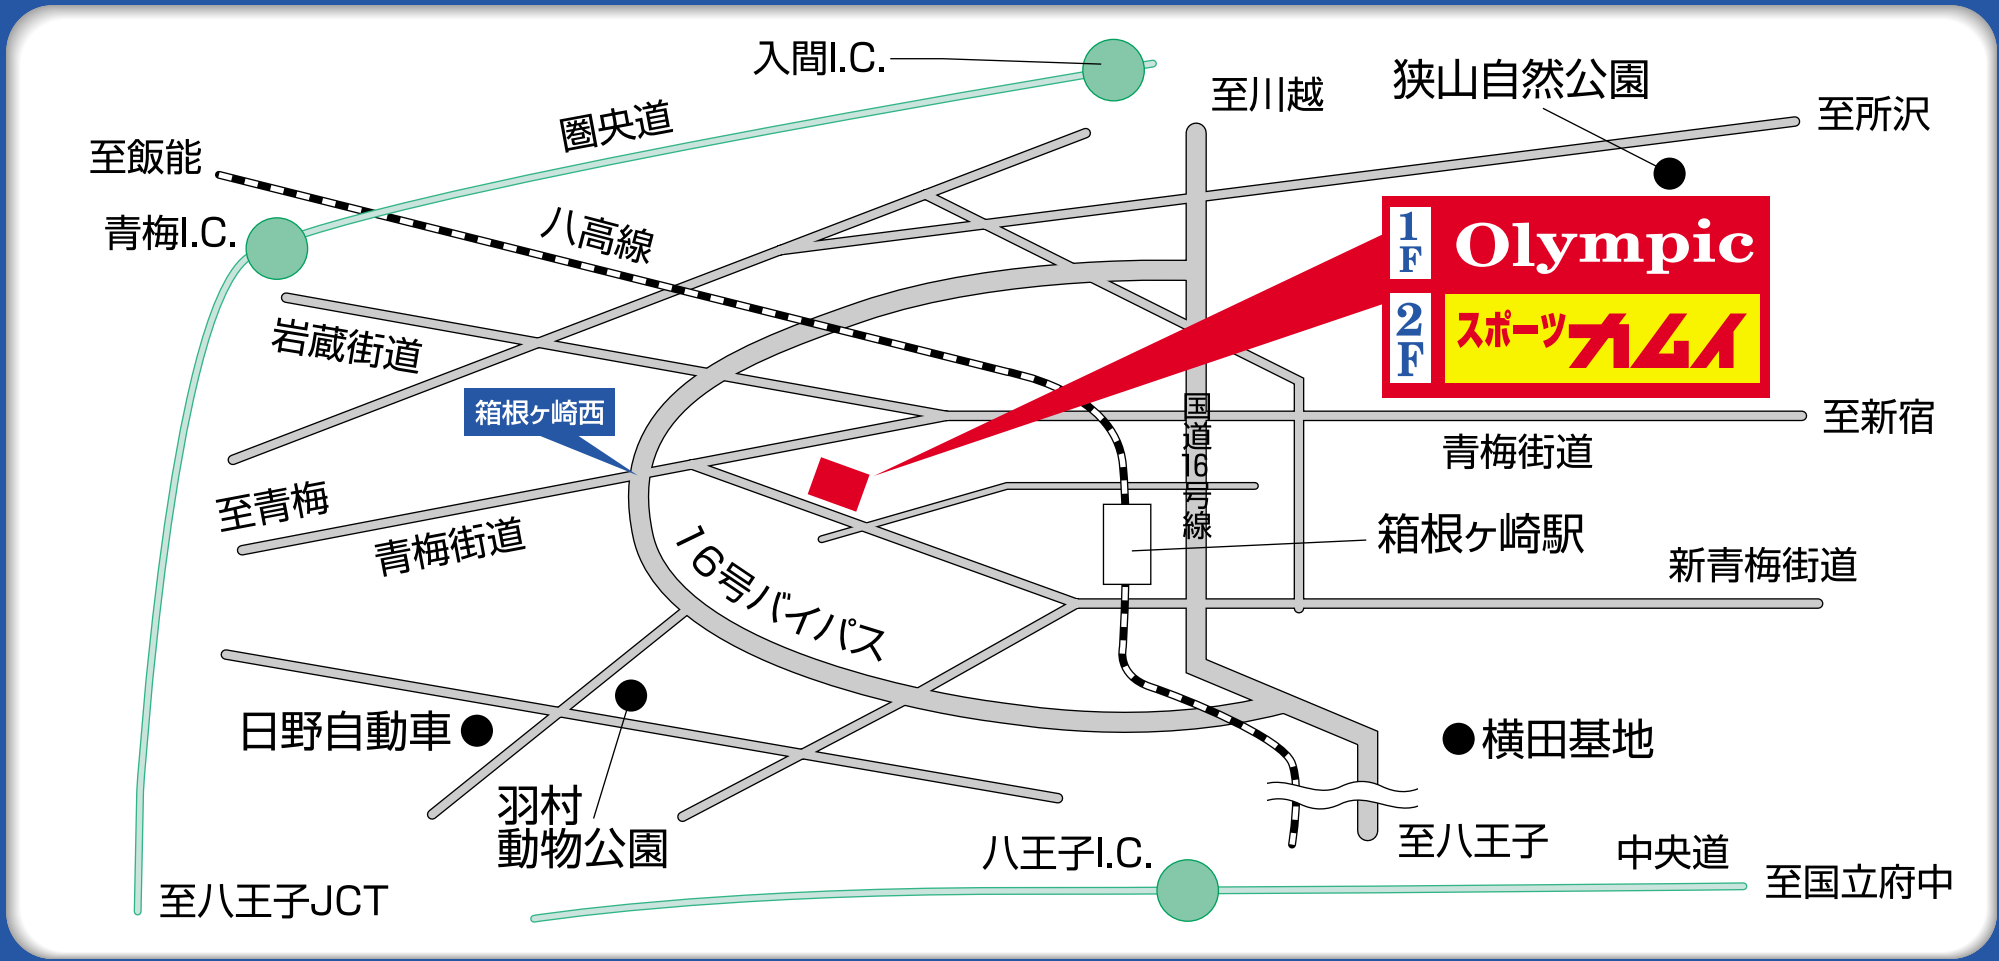 入間I.C.
至川越
狭山自然公園
至所沢
圏央道
至飯能
青梅I.C.
八高線
1F
Olympic
2F
スポーツオムイ
岩蔵街道
箱根ヶ崎西
国道16号線
至新宿
青梅街道
至青梅
青梅街道
16号バイパス
箱根ヶ崎駅
新青梅街道
日野自動車
横田基地
羽村
動物公園
八王子I.C.
至八王子
中央道
至国立府中
至八王子JCT